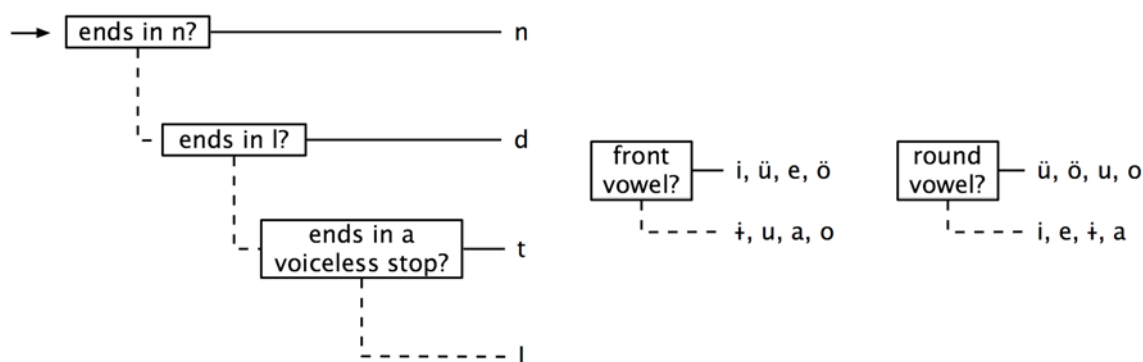 ends in n?
n
ends in l?
d
ends in a
voiceless stop?
t
l
front
vowel?
i, ü, e, ö
ɨ, u, a, o
round
vowel?
ü, ö, u, o
i, e, ɨ, a